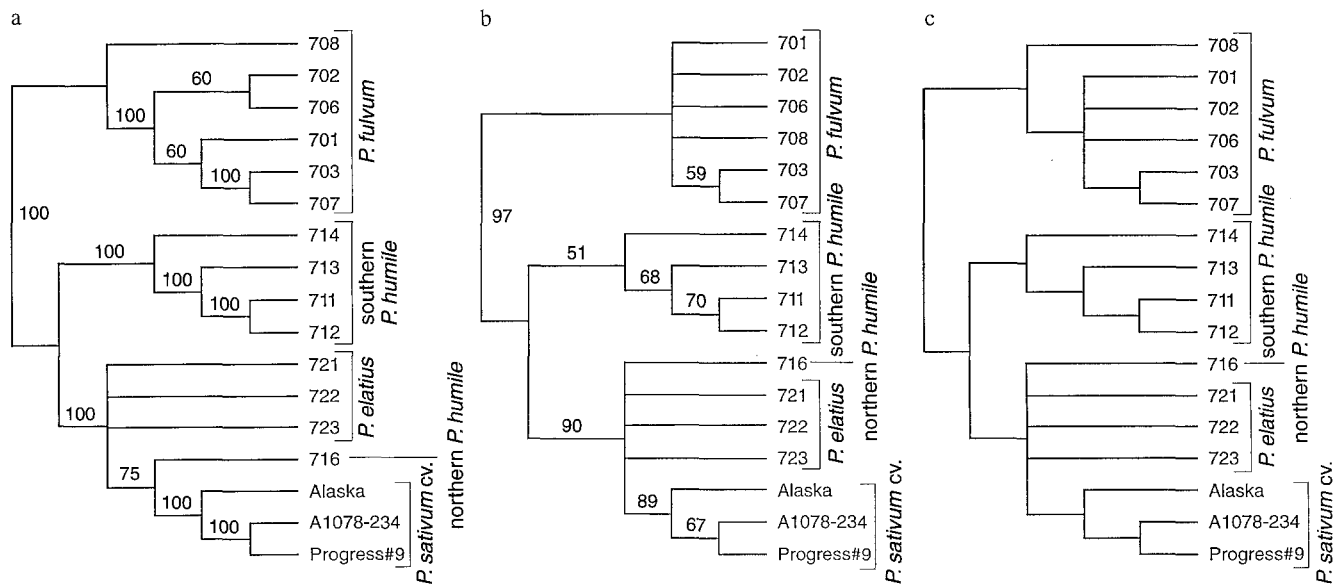 a
708
60
702
706
100
701
60
703
100
707
P. fulvum
100
714
100
713
100
711
100
712
southern
P. humile
721
722
100
723
P. elatius
716
75
northern P. humile
Alaska
100
A1078-234
100
Progress#9
P. sativum cv.
b
701
702
706
708
703
59
707
P. fulvum
97
714
51
713
68
711
70
712
southern P. humile
716
northern P. humile
721
722
723
P. elatius
90
Alaska
89
A1078-234
67
Progress#9
P. sativum cv.
c
708
701
702
706
703
707
P. fulvum
714
713
711
712
southern P. humile
716
northern P. humile
721
722
723
P. elatius
Alaska
A1078-234
Progress#9
P. sativum cv.